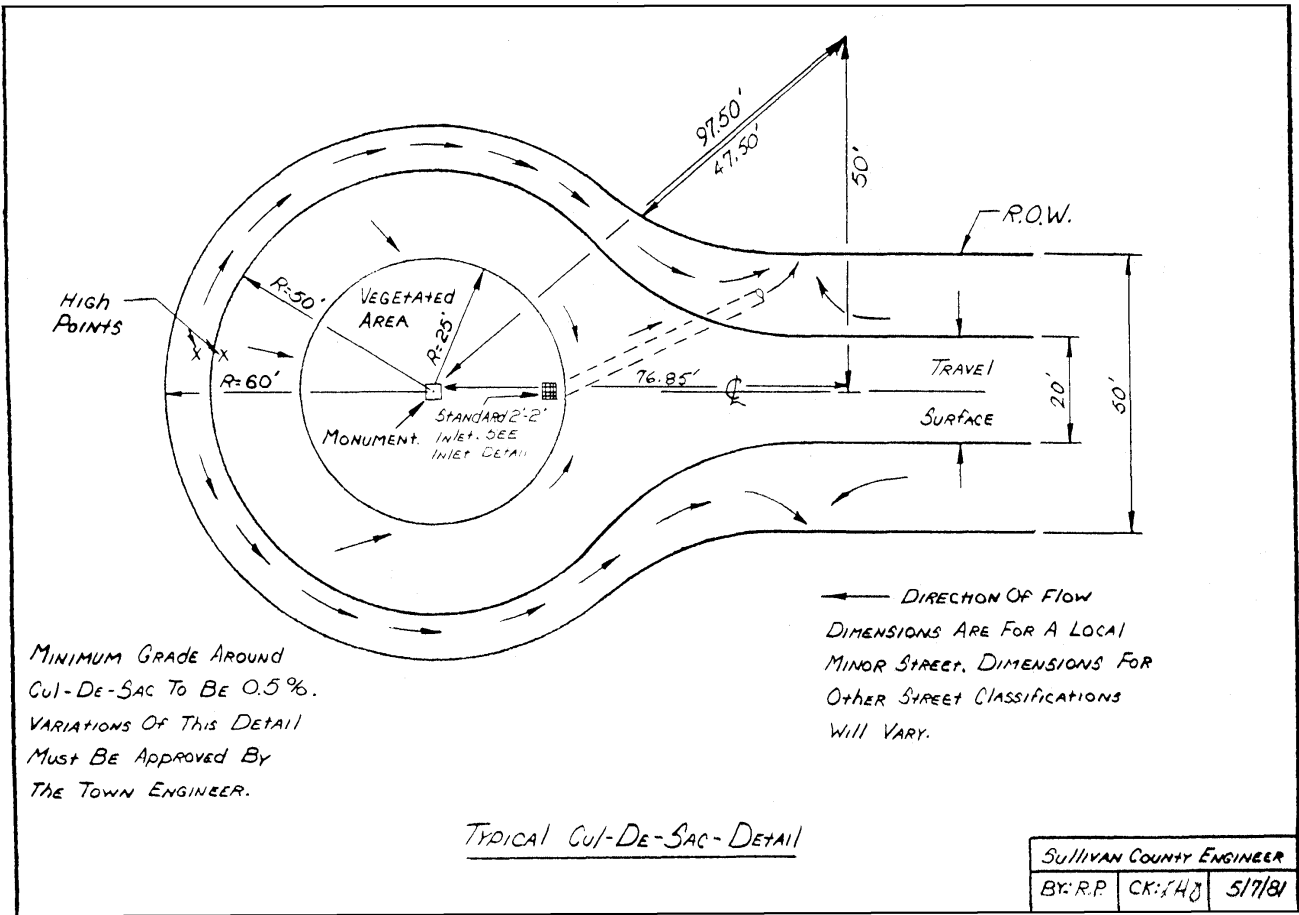 97.50'
47.50'
50'
R.O.W.
HIGH
POINTS
R=50'
VEGETATED
AREA
R=25'
X X
R=60'
76.85'
℄
TRAVEL
SURFACE
20'
50'
MONUMENT.
STANDARD 2'-2'
INLET. SEE
INLET DETAIL
DIRECTION OF FLOW
DIMENSIONS ARE FOR A LOCAL
MINOR STREET. DIMENSIONS FOR
OTHER STREET CLASSIFICATIONS
WILL VARY.
MINIMUM GRADE AROUND
CUL-DE-SAC TO BE 0.5%.
VARIATIONS OF THIS DETAIL
MUST BE APPROVED BY
THE TOWN ENGINEER.
TYPICAL CUL-DE-SAC-DETAIL
SULLIVAN COUNTY ENGINEER
BY: R.P. CK: 5/7/81